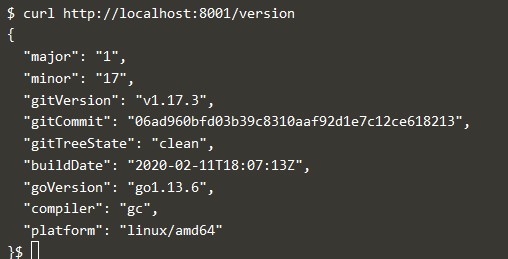 $ curl http://localhost:8001/version
{
  "major": "1",
  "minor": "17",
  "gitVersion": "v1.17.3",
  "gitCommit": "06ad960bfd03b39c8310aaf92d1e7c12ce618213",
  "gitTreeState": "clean",
  "buildDate": "2020-02-11T18:07:13Z",
  "goVersion": "go1.13.6",
  "compiler": "gc",
  "platform": "linux/amd64"
}$